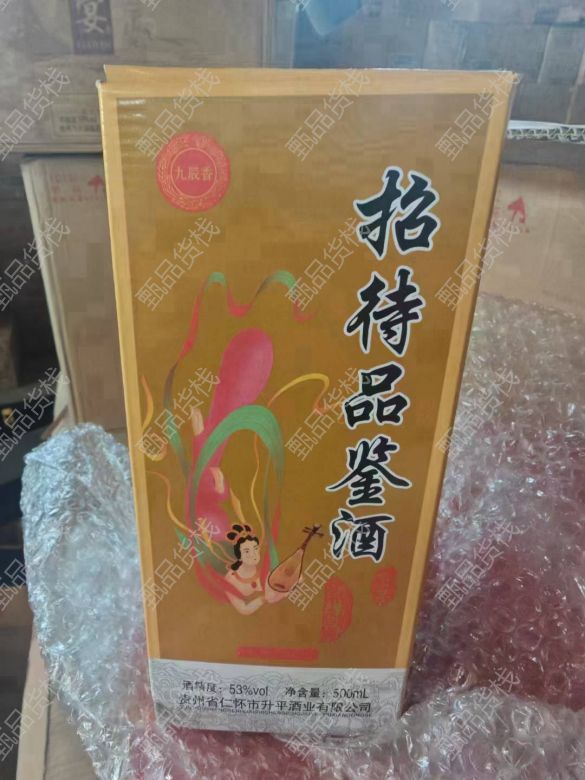 宴
九辰香
招待品鉴酒
酒精度：53%vol 净含量：500mL
贵州省仁怀市升平酒业有限公司
甄品货栈